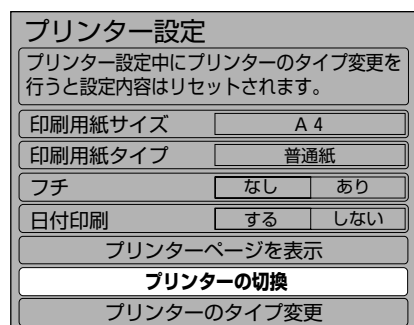 プリンター設定
プリンター設定中にプリンターのタイプ変更を
行うと設定内容はリセットされます。
印刷用紙サイズ A 4
印刷用紙タイプ 普通紙
フチ なし あり
日付印刷 する しない
プリンターページを表示
プリンターの切換
プリンターのタイプ変更